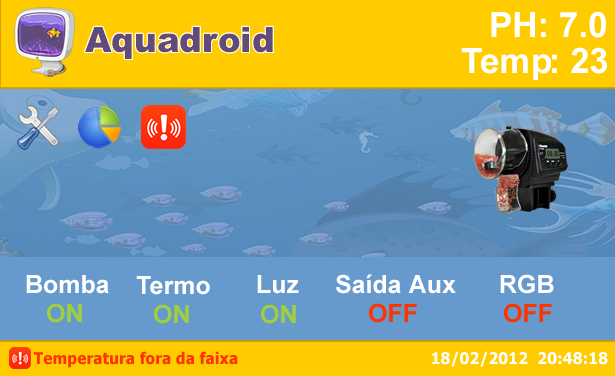 Aquadroid
PH: 7.0
Temp: 23
Bomba Termo Luz Saída Aux RGB
ON ON ON OFF OFF
Temperatura fora da faixa 18/02/2012 20:48:18